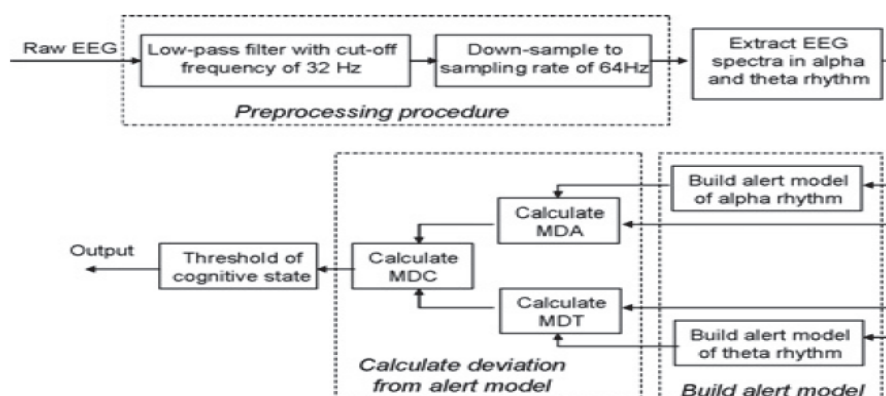 Raw EEG
Low-pass filter with cut-off
frequency of 32 Hz
Down-sample to
sampling rate of 64Hz
Extract EEG
spectra in alpha
and theta rhythm
Preprocessing procedure
Build alert model
of alpha rhythm
Calculate
MDA
Output
Threshold of
cognitive state
Calculate
MDC
Calculate
MDT
Build alert model
of theta rhythm
Calculate deviation
from alert model
Build alert model